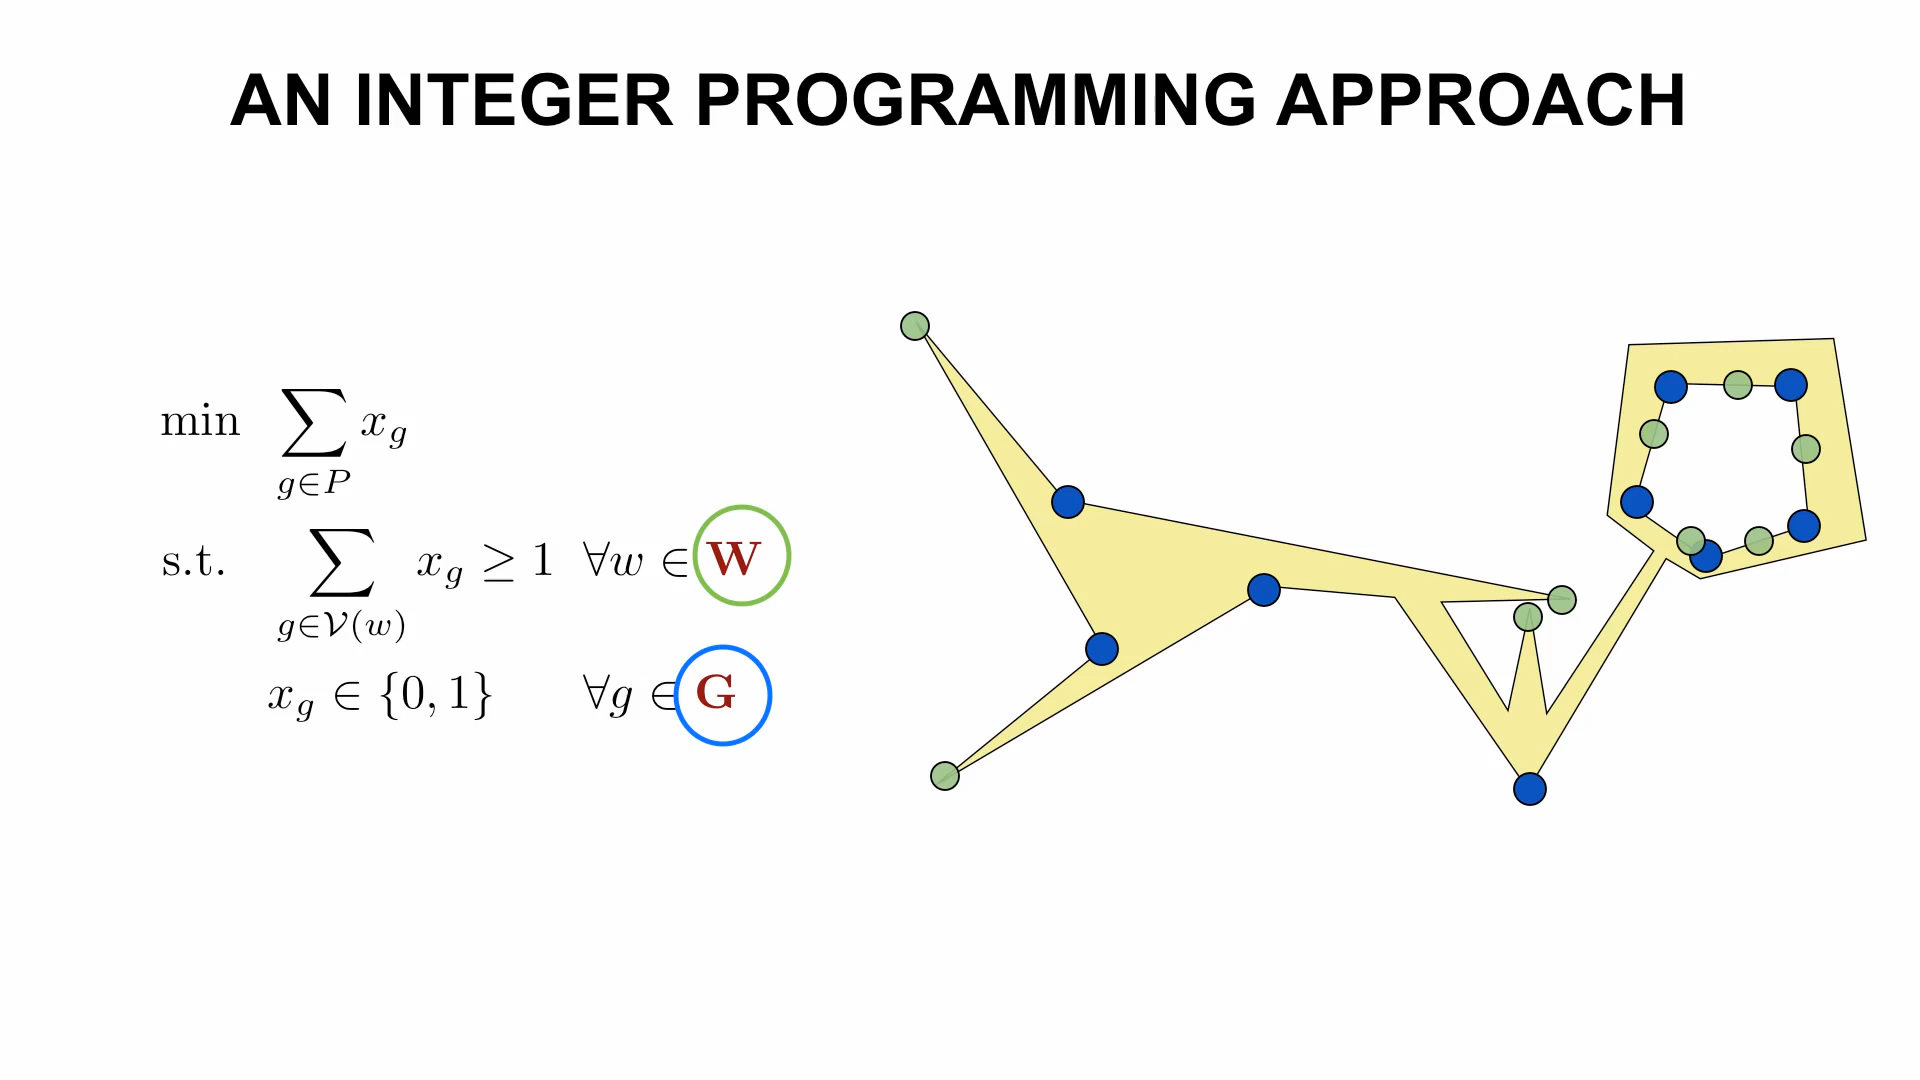 AN INTEGER PROGRAMMING APPROACH
min ∑ x_g
g∈P
s.t. ∑ x_g ≥ 1 ∀w ∈ W
g∈𝒱(w)
x_g ∈ {0, 1} ∀g ∈ G